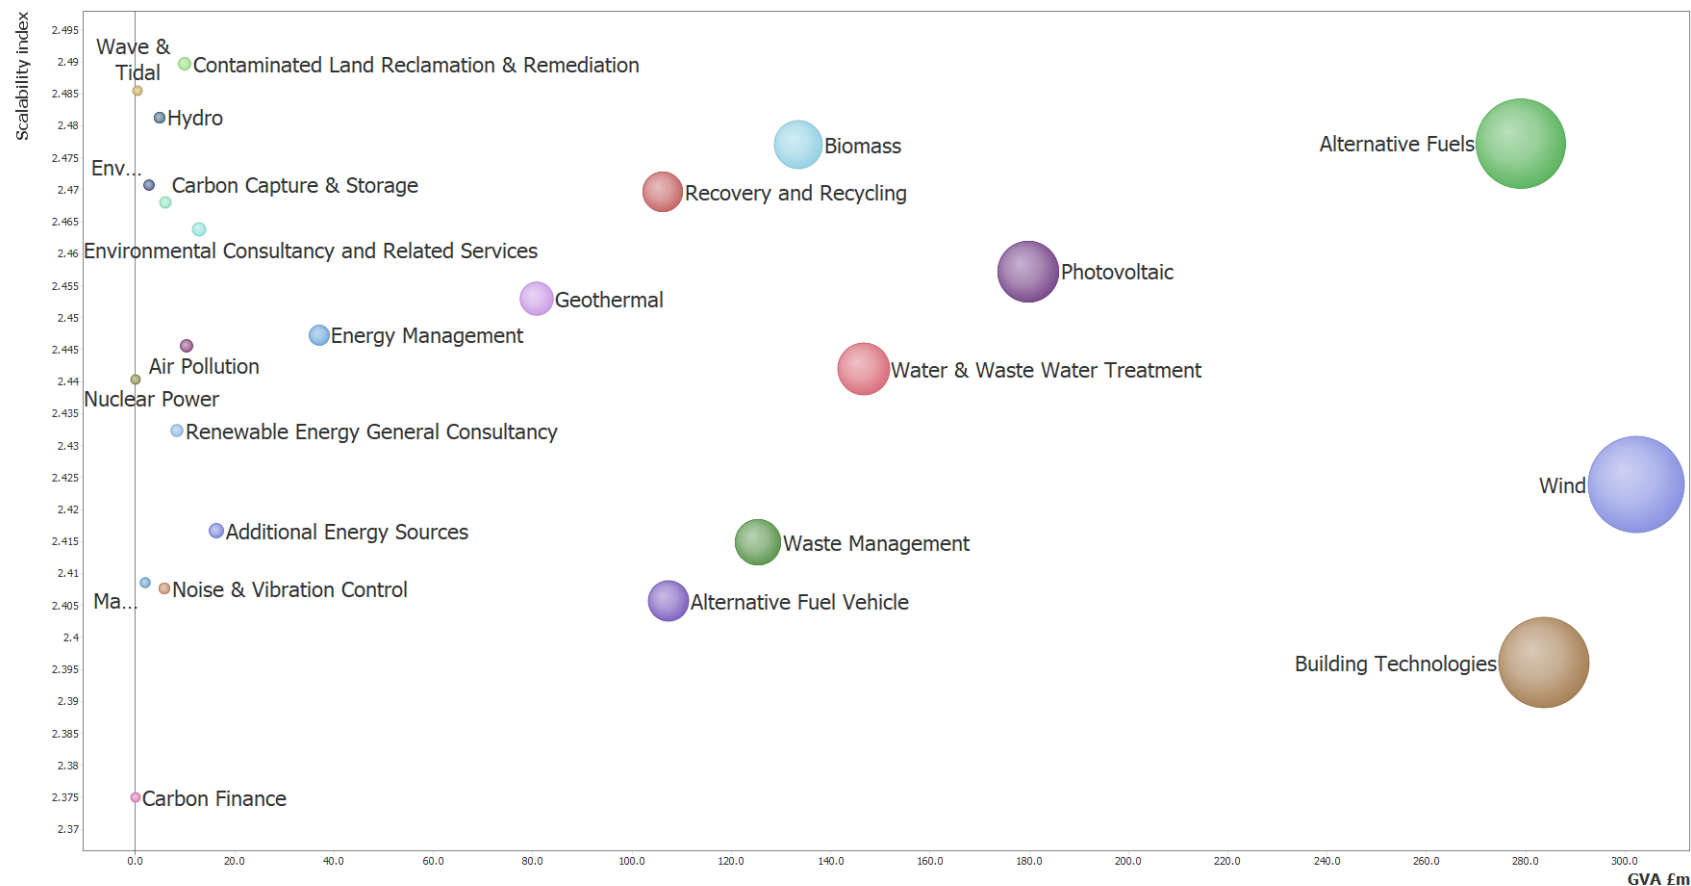 Scalability index
2.495
2.49
2.485
2.48
2.475
2.47
2.465
2.46
2.455
2.45
2.445
2.44
2.435
2.43
2.425
2.42
2.415
2.41
2.405
2.4
2.395
2.39
2.385
2.38
2.375
2.37
Wave &
Tidal
Contaminated Land Reclamation & Remediation
Hydro
Biomass
Alternative Fuels
Env...
Carbon Capture & Storage
Recovery and Recycling
Environmental Consultancy and Related Services
Photovoltaic
Geothermal
Energy Management
Air Pollution
Water & Waste Water Treatment
Nuclear Power
Renewable Energy General Consultancy
Wind
Additional Energy Sources
Waste Management
Noise & Vibration Control
Ma...
Alternative Fuel Vehicle
Building Technologies
Carbon Finance
0.0 20.0 40.0 60.0 80.0 100.0 120.0 140.0 160.0 180.0 200.0 220.0 240.0 260.0 280.0 300.0
GVA £m